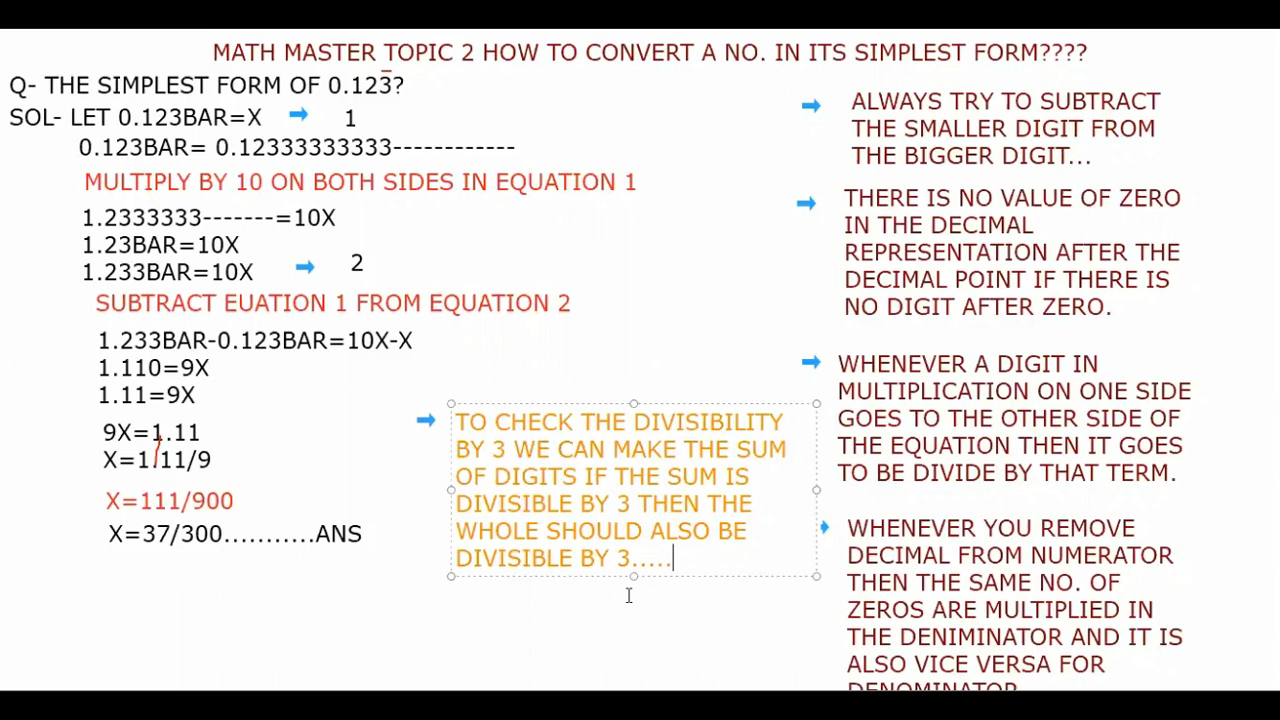 MATH MASTER TOPIC 2 HOW TO CONVERT A NO. IN ITS SIMPLEST FORM????
Q- THE SIMPLEST FORM OF 0.123̅?
SOL- LET 0.123BAR=X 1
0.123BAR= 0.12333333333------------
MULTIPLY BY 10 ON BOTH SIDES IN EQUATION 1
1.2333333-------=10X
1.23BAR=10X
1.233BAR=10X 2
SUBTRACT EUATION 1 FROM EQUATION 2
1.233BAR-0.123BAR=10X-X
1.110=9X
1.11=9X
9X=1.11
X=1.11/9
X=111/900
X=37/300...........ANS
TO CHECK THE DIVISIBILITY
BY 3 WE CAN MAKE THE SUM
OF DIGITS IF THE SUM IS
DIVISIBLE BY 3 THEN THE
WHOLE SHOULD ALSO BE
DIVISIBLE BY 3.....
ALWAYS TRY TO SUBTRACT
THE SMALLER DIGIT FROM
THE BIGGER DIGIT...
THERE IS NO VALUE OF ZERO
IN THE DECIMAL
REPRESENTATION AFTER THE
DECIMAL POINT IF THERE IS
NO DIGIT AFTER ZERO.
WHENEVER A DIGIT IN
MULTIPLICATION ON ONE SIDE
GOES TO THE OTHER SIDE OF
THE EQUATION THEN IT GOES
TO BE DIVIDE BY THAT TERM.
WHENEVER YOU REMOVE
DECIMAL FROM NUMERATOR
THEN THE SAME NO. OF
ZEROS ARE MULTIPLIED IN
THE DENIMINATOR AND IT IS
ALSO VICE VERSA FOR
DENOMINATOR